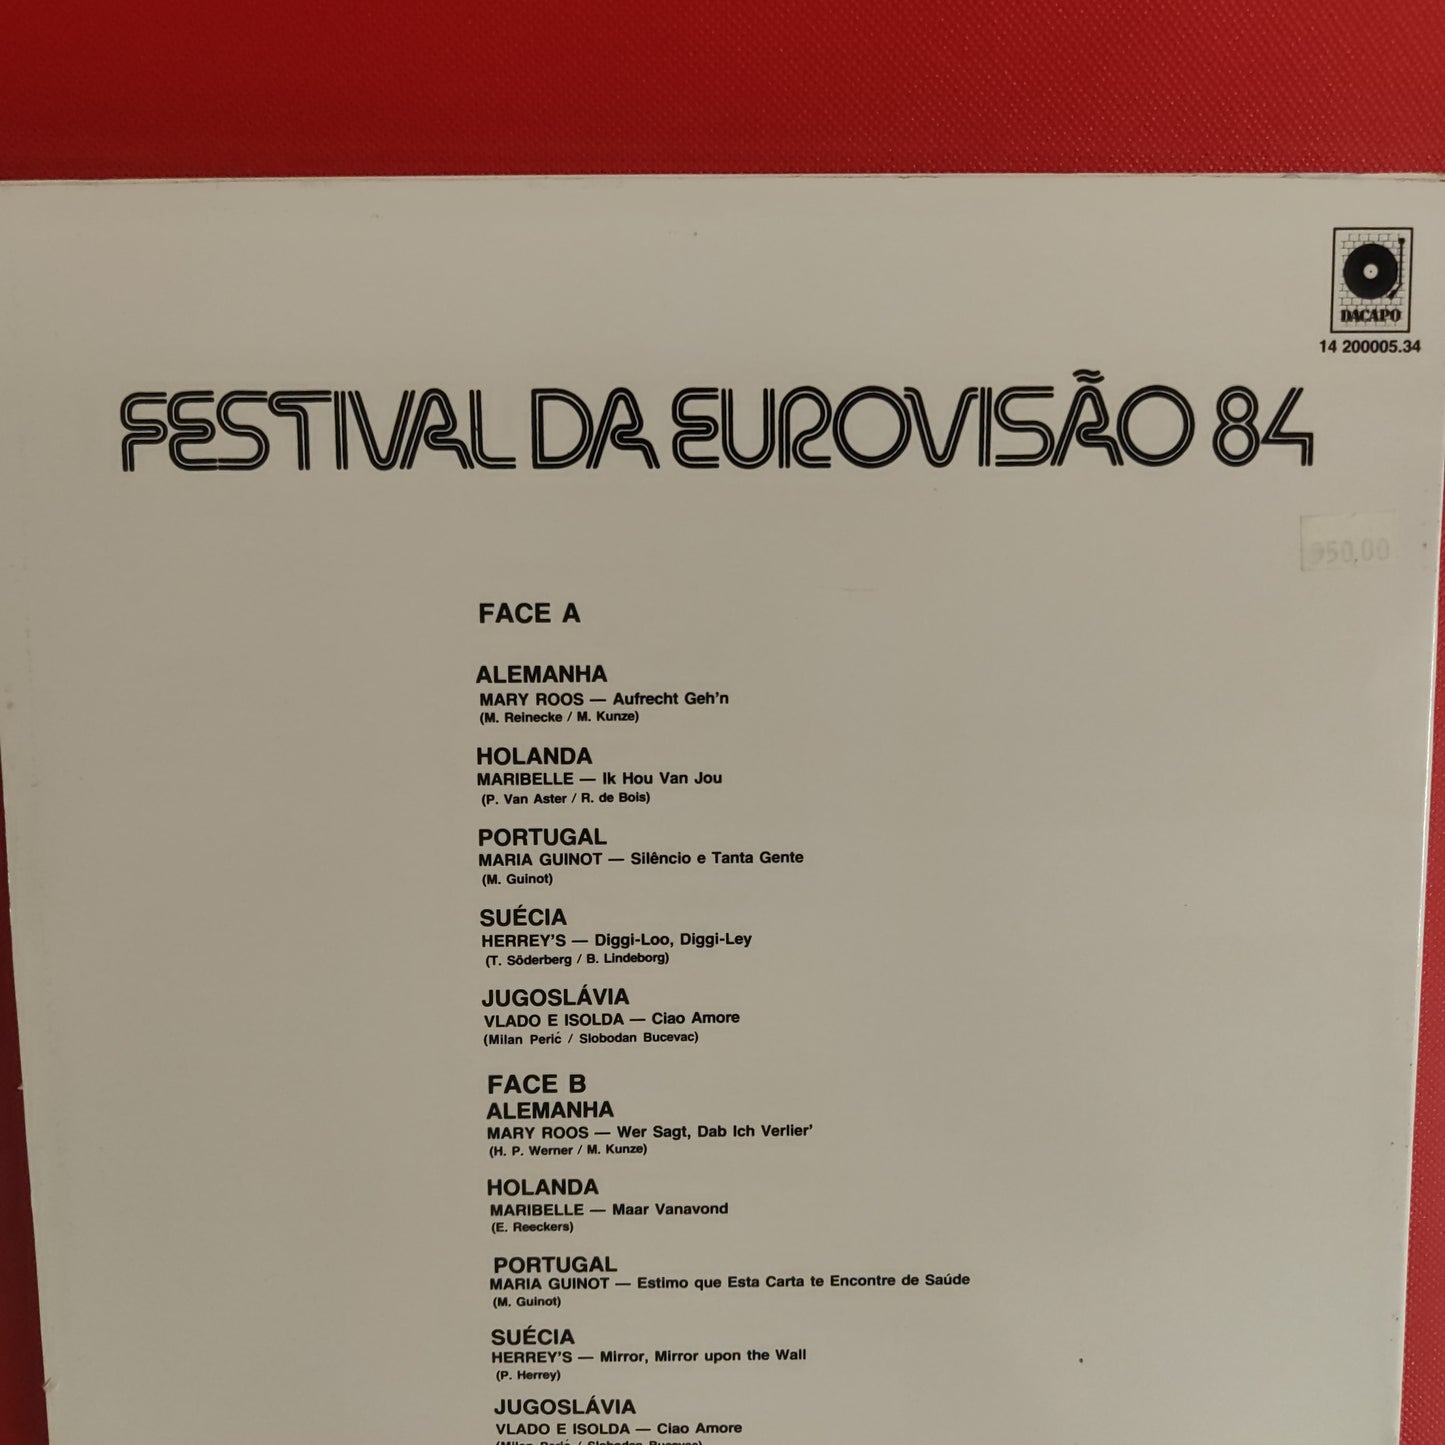 DACAPO
14 200005.34
FESTIVAL DA EUROVISÃO 84
950,00
FACE A
ALEMANHA
MARY ROOS — Aufrecht Geh'n
(M. Reinecke / M. Kunze)
HOLANDA
MARIBELLE — Ik Hou Van Jou
(P. Van Aster / R. de Bois)
PORTUGAL
MARIA GUINOT — Silêncio e Tanta Gente
(M. Guinot)
SUÉCIA
HERREY'S — Diggi-Loo, Diggi-Ley
(T. Söderberg / B. Lindeborg)
JUGOSLÁVIA
VLADO E ISOLDA — Ciao Amore
(Milan Perić / Slobodan Bucevac)
FACE B
ALEMANHA
MARY ROOS — Wer Sagt, Dab Ich Verlier'
(H. P. Werner / M. Kunze)
HOLANDA
MARIBELLE — Maar Vanavond
(E. Reeckers)
PORTUGAL
MARIA GUINOT — Estimo que Esta Carta te Encontre de Saúde
(M. Guinot)
SUÉCIA
HERREY'S — Mirror, Mirror upon the Wall
(P. Herrey)
JUGOSLÁVIA
VLADO E ISOLDA — Ciao Amore
(Milan Perić / Slobodan Bucevac)